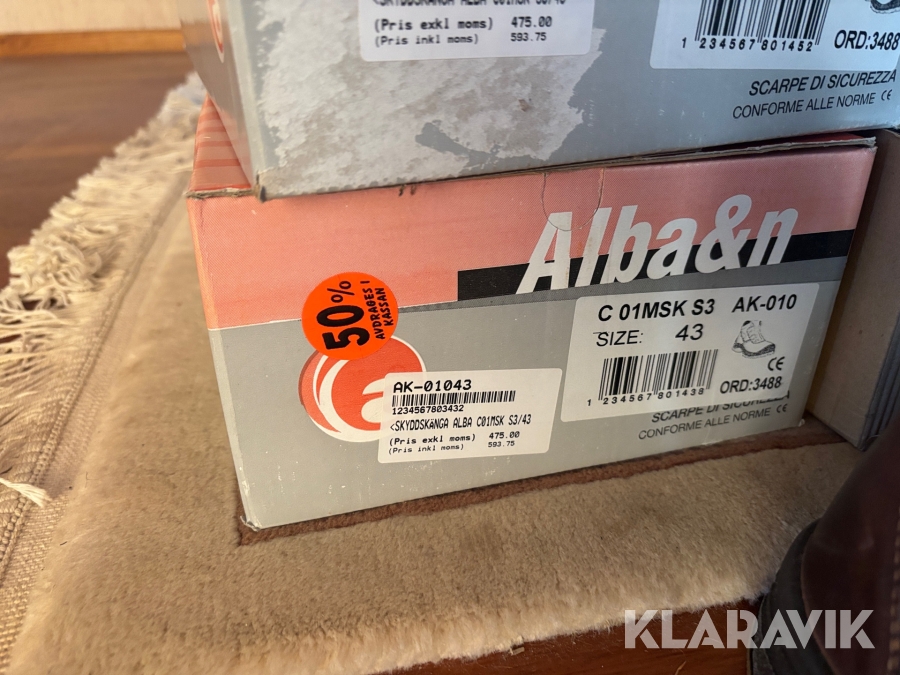 (Pris exkl moms) 475.00
(Pris inkl moms) 593.75
1 234567 801452
ORD:3488
SCARPE DI SICUREZZA
CONFORME ALLE NORME CE
Alba&n
50%
AVDRAGES I
KASSAN
C 01MSK S3 AK-010
SIZE: 43
CE
1 234567 801438
ORD:3488
SCARPE DI SICUREZZA
CONFORME ALLE NORME CE
AK-01043
1234567803432
<SKYDDSKäNGA ALBA C01MSK S3/43
(Pris exkl moms) 475.00
(Pris inkl moms) 593.75
KLARAVIK